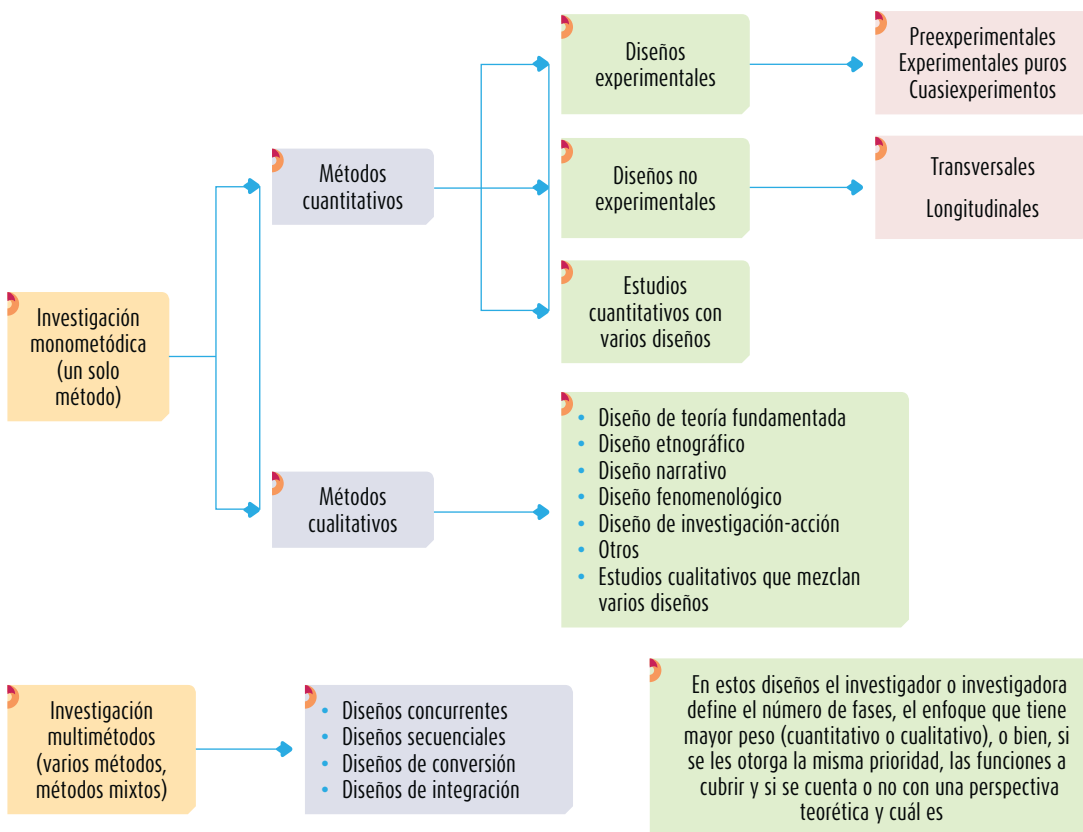 Investigación
monometódica
(un solo
método)
Métodos
cuantitativos
Diseños
experimentales
Preexperimentales
Experimentales puros
Cuasiexperimentos
Diseños no
experimentales
Transversales
Longitudinales
Estudios
cuantitativos con
varios diseños
Métodos
cualitativos
• Diseño de teoría fundamentada
• Diseño etnográfico
• Diseño narrativo
• Diseño fenomenológico
• Diseño de investigación-acción
• Otros
• Estudios cualitativos que mezclan
varios diseños
Investigación
multimétodos
(varios métodos,
métodos mixtos)
• Diseños concurrentes
• Diseños secuenciales
• Diseños de conversión
• Diseños de integración
En estos diseños el investigador o investigadora
define el número de fases, el enfoque que tiene
mayor peso (cuantitativo o cualitativo), o bien, si
se les otorga la misma prioridad, las funciones a
cubrir y si se cuenta o no con una perspectiva
teorética y cuál es